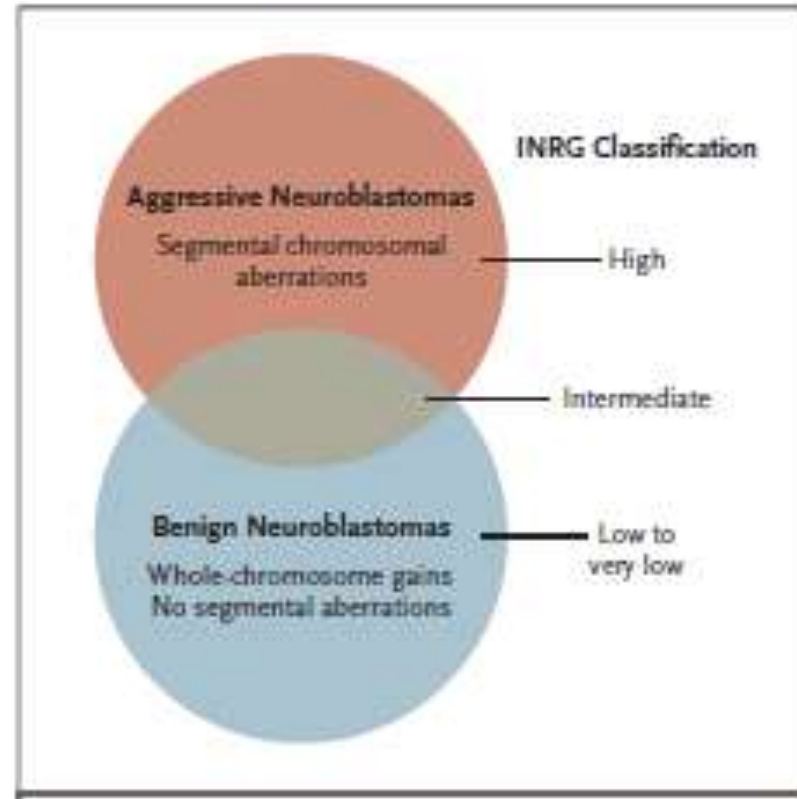 INRG Classification
Aggressive Neuroblastomas
Segmental chromosomal
aberrations
High
Intermediate
Benign Neuroblastomas
Whole-chromosome gains
No segmental aberrations
Low to
very low